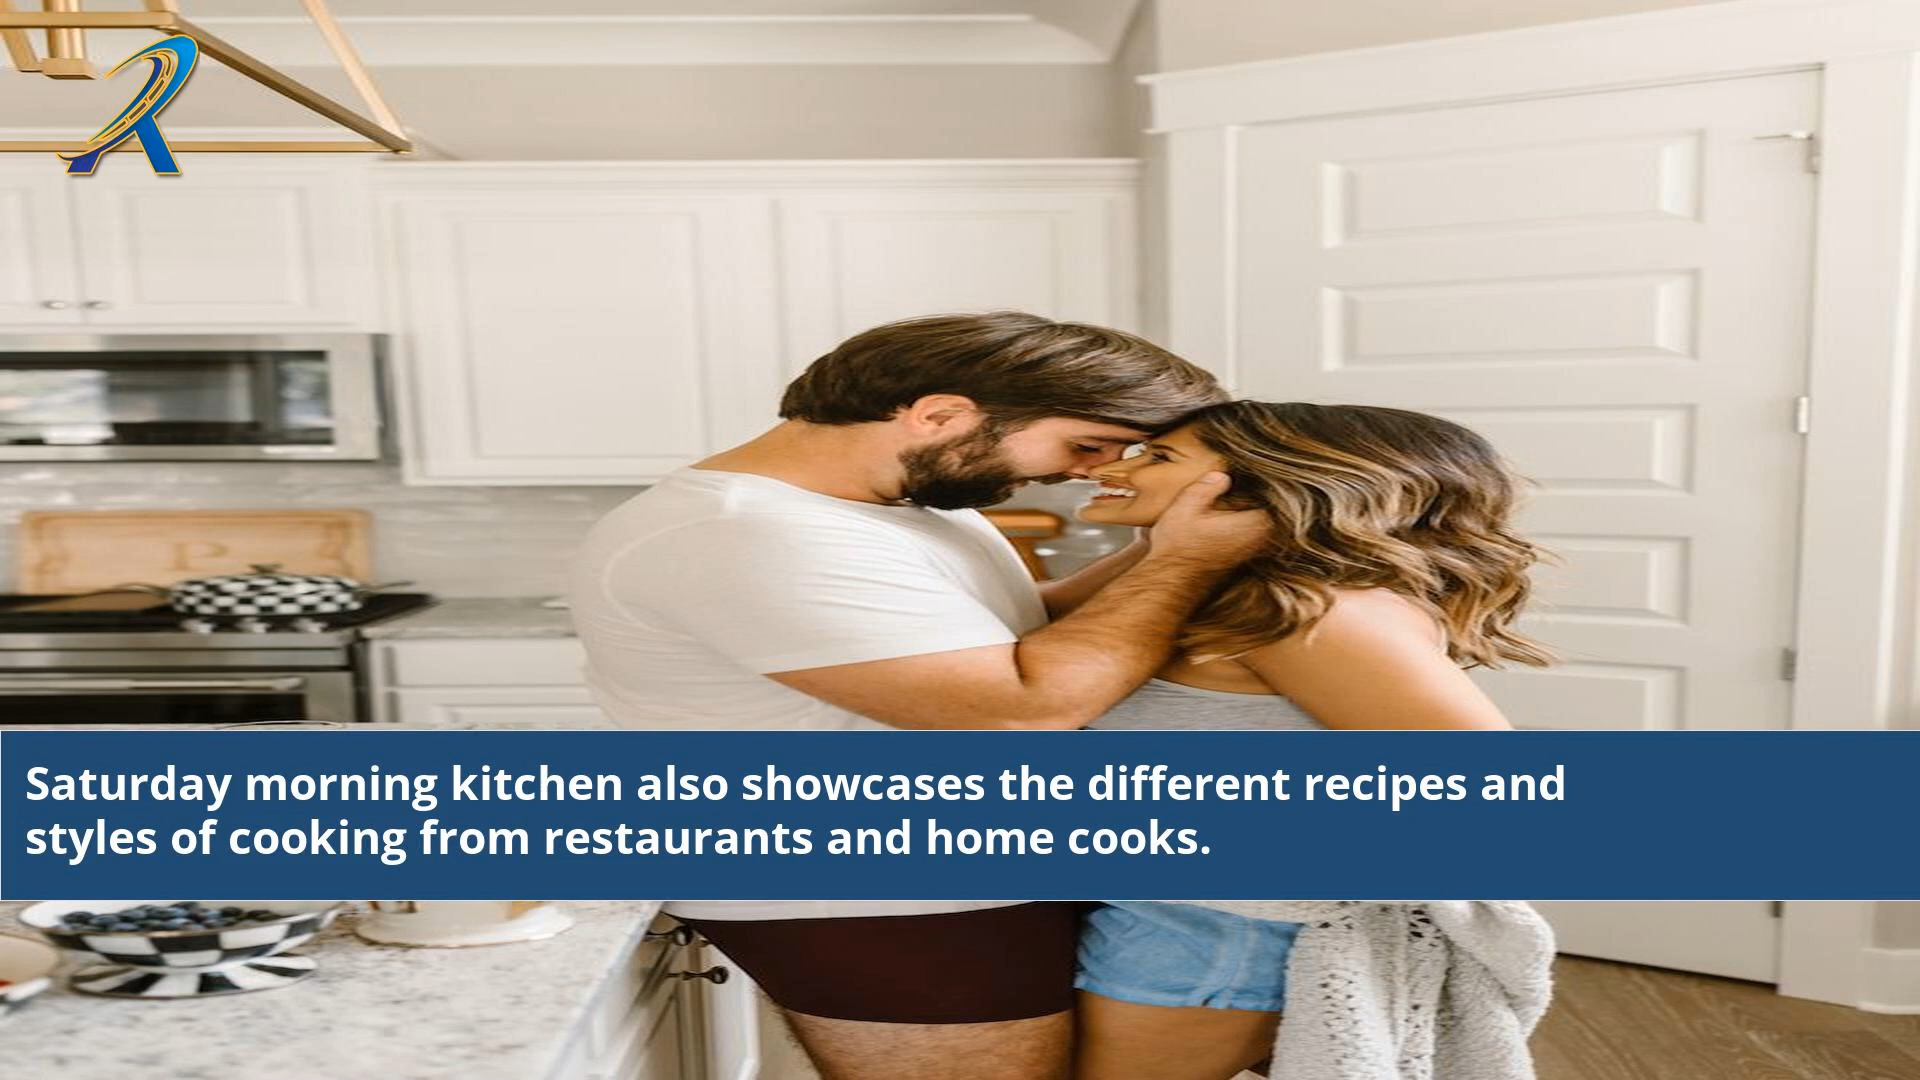 Saturday morning kitchen also showcases the different recipes and
styles of cooking from restaurants and home cooks.